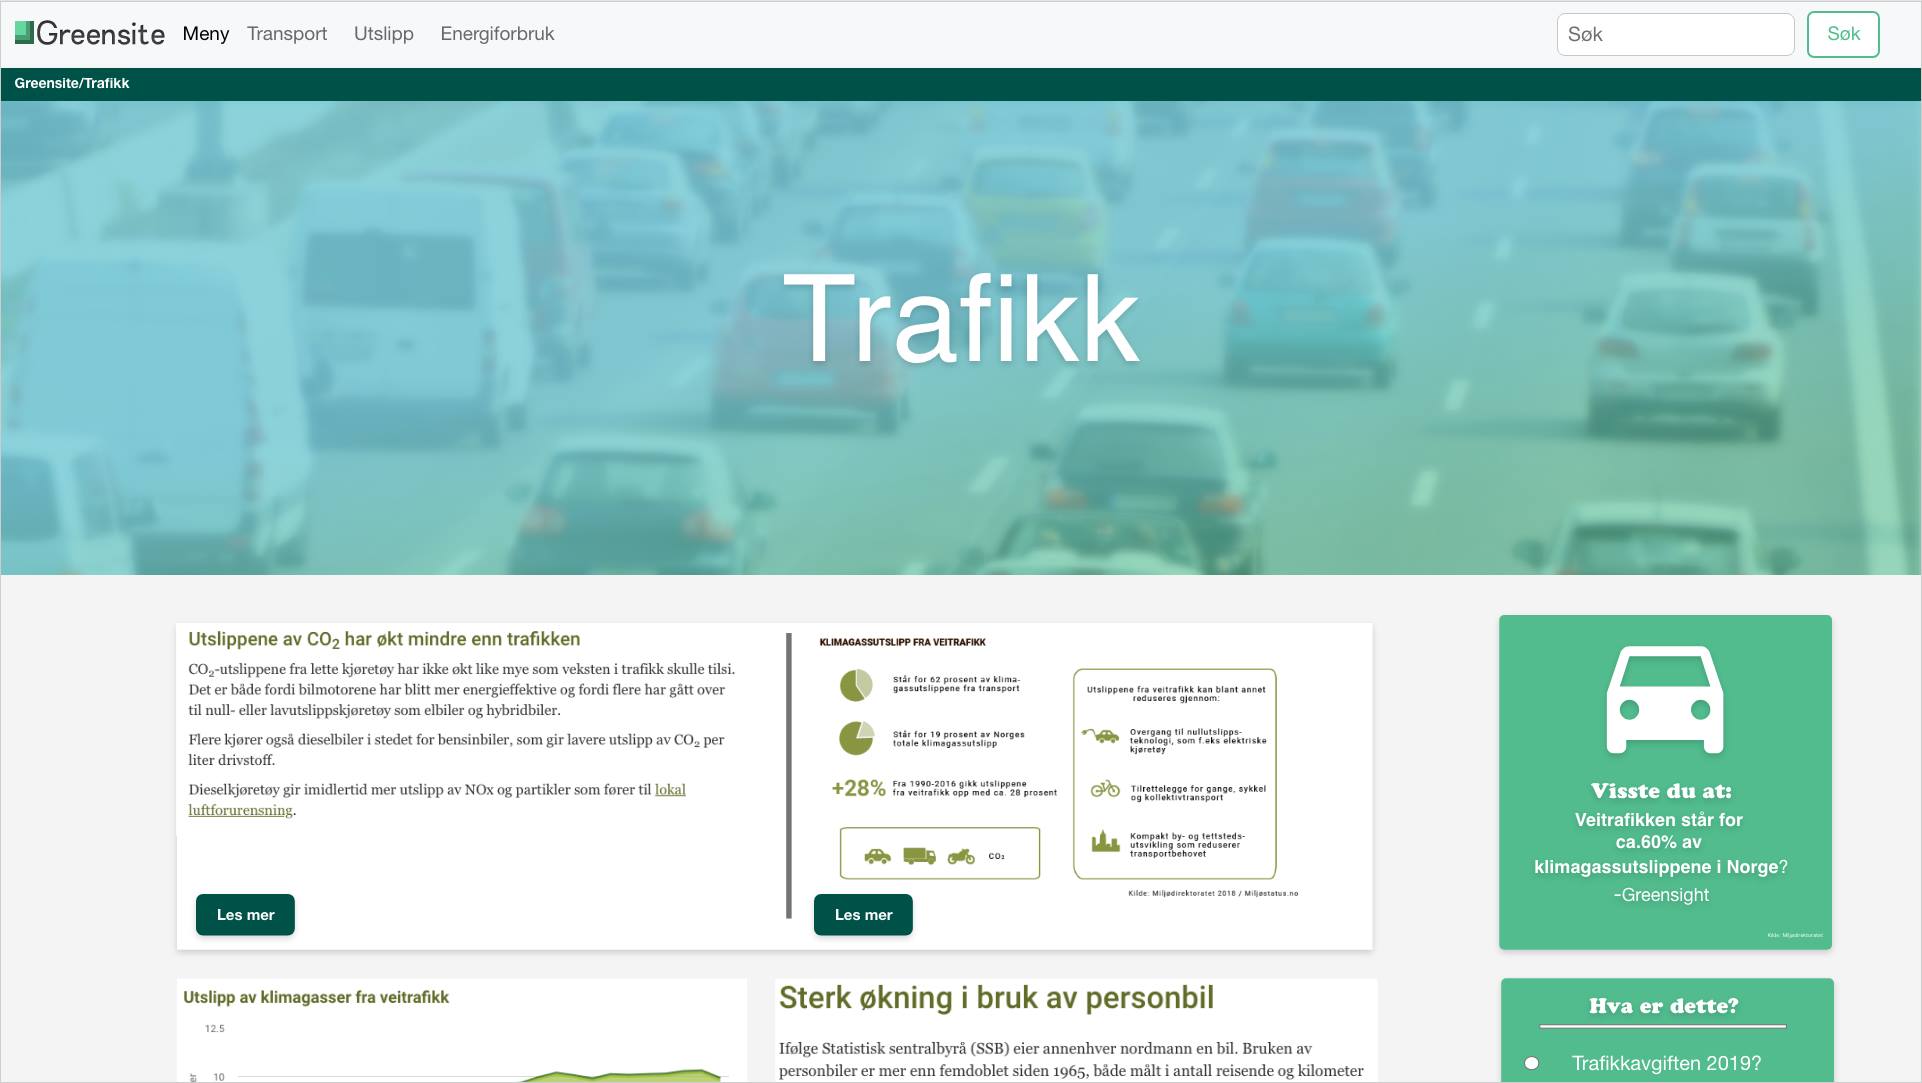 Greensite Meny Transport Utslipp Energiforbruk Søk Søk
Greensite/Trafikk
Trafikk
Utslippene av CO₂ har økt mindre enn trafikken
CO₂-utslippene fra lette kjøretøy har ikke økt like mye som veksten i trafikk skulle tilsi.
Det er både fordi bilmotorene har blitt mer energieffektive og fordi flere har gått over
til null- eller lavutslippskjøretøy som elbiler og hybridbiler.
Flere kjører også dieselbiler i stedet for bensinbiler, som gir lavere utslipp av CO₂ per
liter drivstoff.
Dieselkjøretøy gir imidlertid mer utslipp av NOx og partikler som fører til lokal
luftforurensning.
Les mer
KLIMAGASSUTSLIPP FRA VEITRAFIKK
Står for 62 prosent av klima-
gassutslippene fra transport
Står for 19 prosent av Norges
totale klimagassutslipp
+28%
Fra 1990-2016 gikk utslippene
fra veitrafikk opp med ca. 28 prosent
CO₂
Utslippene fra veitrafikk kan blant annet
reduseres gjennom:
Overgang til nullutslipps-
teknologi, som f.eks elektriske
kjøretøy
Tilrettelegge for gange, sykkel
og kollektivtransport
Kompakt by- og tettsteds-
utsvikling som reduserer
transportbehovet
Kilde: Miljødirektoratet 2018 / Miljøstatus.no
Les mer
Visste du at:
Veitrafikken står for
ca.60% av
klimagassutslippene i Norge?
-Greensight
Kilde: Miljødirektoratet
Utslipp av klimagasser fra veitrafikk
12.5
10
Sterk økning i bruk av personbil
Ifølge Statistisk sentralbyrå (SSB) eier annenhver nordmann en bil. Bruken av
personbiler er mer enn femdoblet siden 1965, både målt i antall reisende og kilometer
Hva er dette?
Trafikkavgiften 2019?